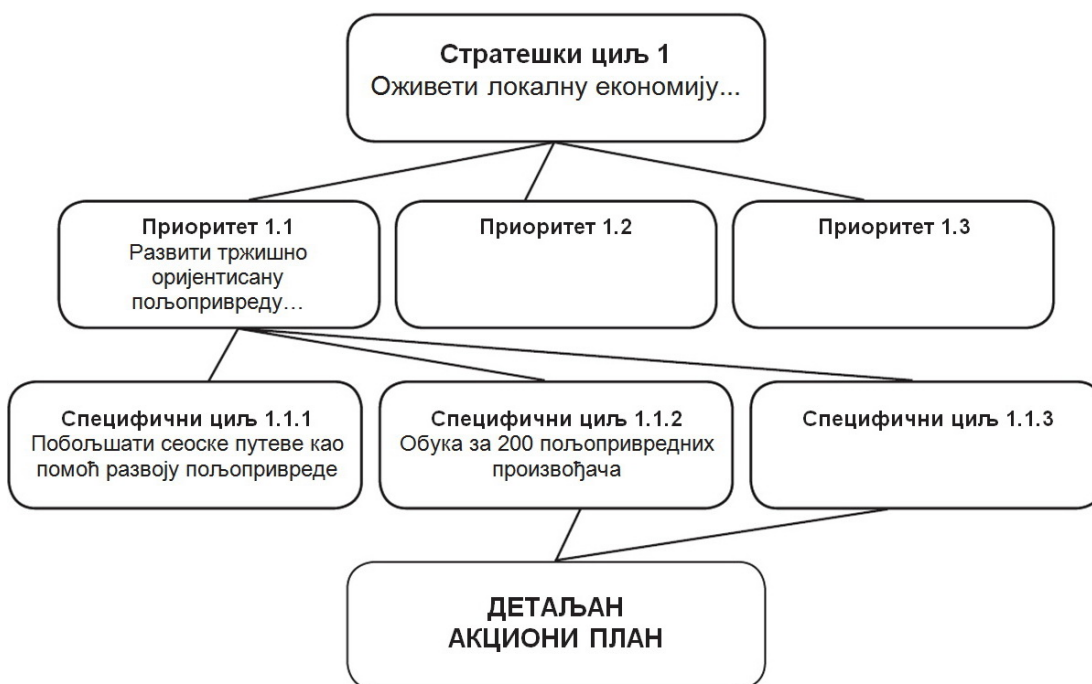 Стратешки циљ 1
Оживети локалну економију...
Приоритет 1.1
Развити тржишно
оријентисану
пољопривреду…
Приоритет 1.2
Приоритет 1.3
Специфични циљ 1.1.1
Побољшати сеоске путеве као
помоћ развоју пољопривреде
Специфични циљ 1.1.2
Обука за 200 пољопривредних
произвођача
Специфични циљ 1.1.3
ДЕТАЉАН
АКЦИОНИ ПЛАН